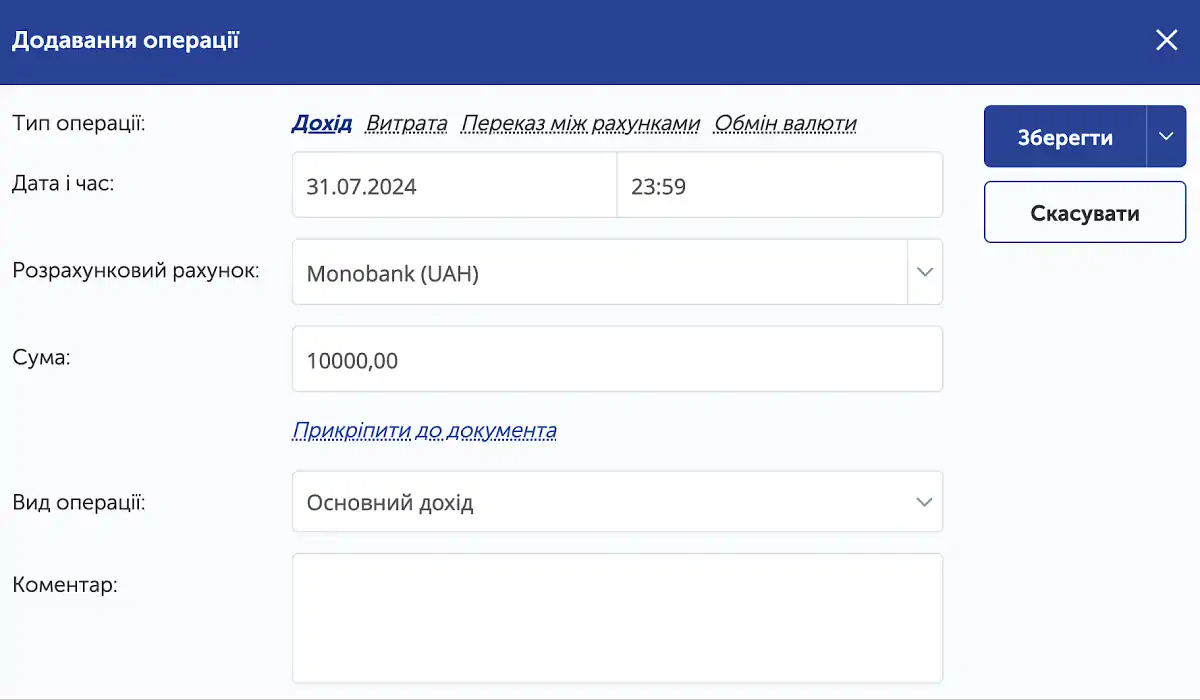 Додавання операції
Тип операції: Дохід Витрата Переказ між рахунками Обмін валюти
Зберегти
Дата і час: 31.07.2024 23:59
Скасувати
Розрахунковий рахунок: Monobank (UAH)
Сума: 10000,00
Прикріпити до документа
Вид операції: Основний дохід
Коментар: